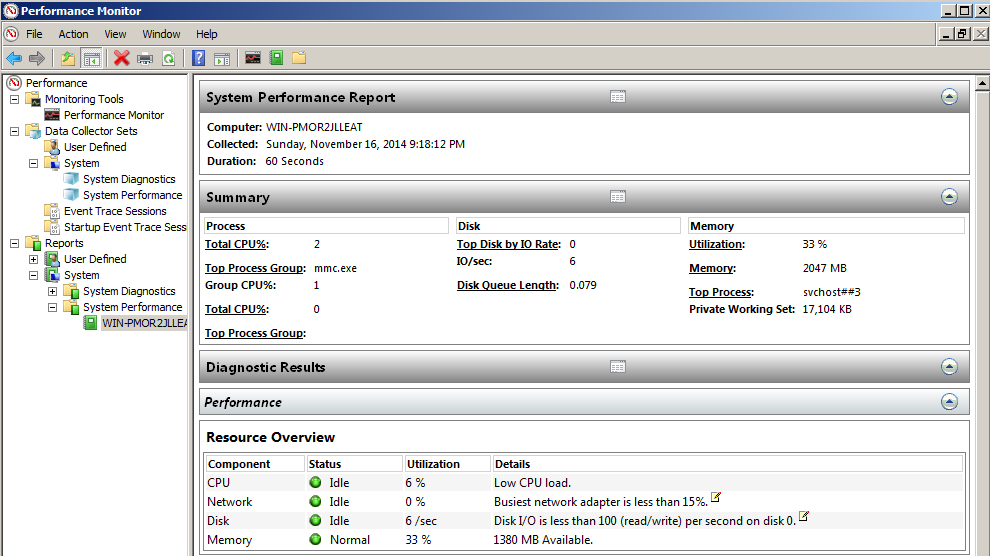 Performance Monitor
File Action View Window Help
Performance
Monitoring Tools
Performance Monitor
Data Collector Sets
User Defined
System
System Diagnostics
System Performance
Event Trace Sessions
Startup Event Trace Sess
Reports
User Defined
System
System Diagnostics
System Performance
WIN-PMOR2JLLEAT
System Performance Report
Computer: WIN-PMOR2JLLEAT
Collected: Sunday, November 16, 2014 9:18:12 PM
Duration: 60 Seconds
Summary
Process Disk Memory
Total CPU%: 2 Top Disk by IO Rate: 0 Utilization: 33 %
IO/sec: 6
Top Process Group: mmc.exe Memory: 2047 MB
Group CPU%: 1 Disk Queue Length: 0.079
Top Process: svchost##3
Total CPU%: 0 Private Working Set: 17,104 KB
Top Process Group:
Diagnostic Results
Performance
Resource Overview
Component Status Utilization Details
CPU Idle 6 % Low CPU load.
Network Idle 0 % Busiest network adapter is less than 15%.
Disk Idle 6 /sec Disk I/O is less than 100 (read/write) per second on disk 0.
Memory Normal 33 % 1380 MB Available.